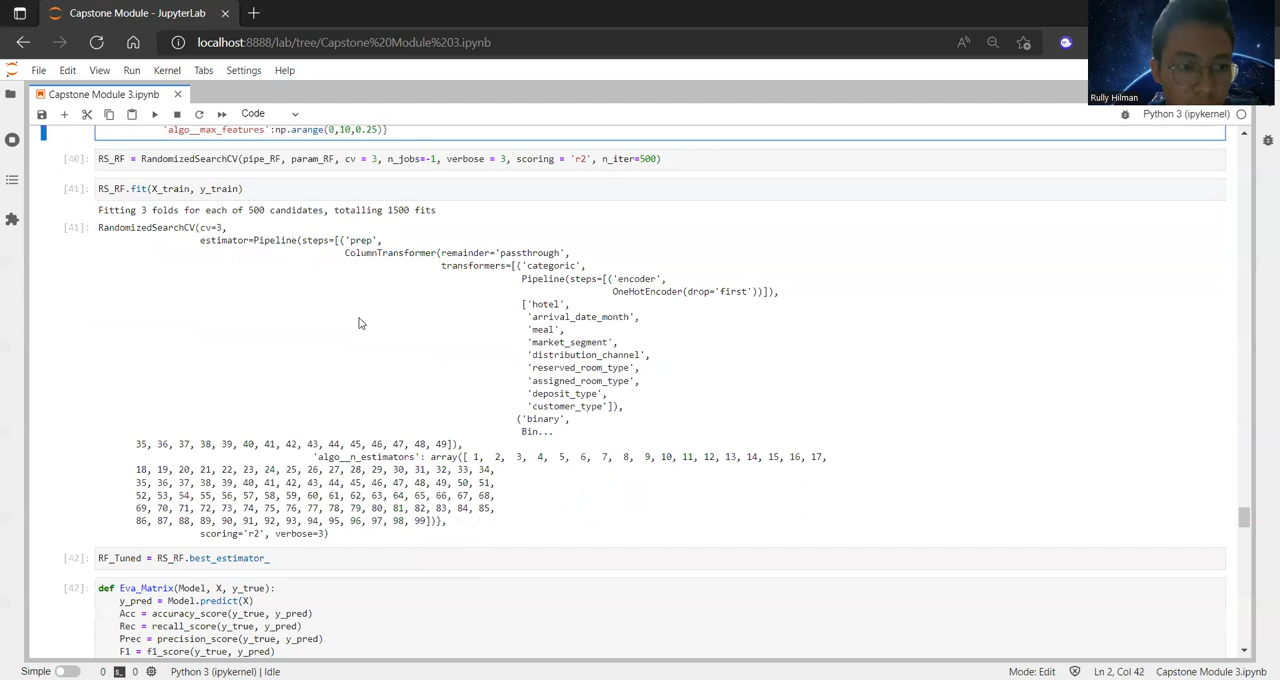 Capstone Module - JupyterLab
localhost:8888/lab/tree/Capstone%20Module%203.ipynb
Rully Hilman
File Edit View Run Kernel Tabs Settings Help
Capstone Module 3.ipynb
Code
Python 3 (ipykernel)
'algo__max_features':np.arange(0,10,0.25)}
[40]: RS_RF = RandomizedSearchCV(pipe_RF, param_RF, cv = 3, n_jobs=-1, verbose = 3, scoring = 'r2', n_iter=500)
[41]: RS_RF.fit(X_train, y_train)
Fitting 3 folds for each of 500 candidates, totalling 1500 fits
[41]: RandomizedSearchCV(cv=3,
estimator=Pipeline(steps=[('prep',
ColumnTransformer(remainder='passthrough',
transformers=[('categoric',
Pipeline(steps=[('encoder',
OneHotEncoder(drop='first'))]),
['hotel',
'arrival_date_month',
'meal',
'market_segment',
'distribution_channel',
'reserved_room_type',
'assigned_room_type',
'deposit_type',
'customer_type']),
('binary',
Bin...
35, 36, 37, 38, 39, 40, 41, 42, 43, 44, 45, 46, 47, 48, 49]),
'algo__n_estimators': array([ 1, 2, 3, 4, 5, 6, 7, 8, 9, 10, 11, 12, 13, 14, 15, 16, 17,
18, 19, 20, 21, 22, 23, 24, 25, 26, 27, 28, 29, 30, 31, 32, 33, 34,
35, 36, 37, 38, 39, 40, 41, 42, 43, 44, 45, 46, 47, 48, 49, 50, 51,
52, 53, 54, 55, 56, 57, 58, 59, 60, 61, 62, 63, 64, 65, 66, 67, 68,
69, 70, 71, 72, 73, 74, 75, 76, 77, 78, 79, 80, 81, 82, 83, 84, 85,
86, 87, 88, 89, 90, 91, 92, 93, 94, 95, 96, 97, 98, 99])},
scoring='r2', verbose=3)
[42]: RF_Tuned = RS_RF.best_estimator_
[47]: def Eva_Matrix(Model, X, y_true):
y_pred = Model.predict(X)
Acc = accuracy_score(y_true, y_pred)
Rec = recall_score(y_true, y_pred)
Prec = precision_score(y_true, y_pred)
F1 = f1_score(y_true, y_pred)
Simple 0 0 Python 3 (ipykernel) | Idle Mode: Edit Ln 2, Col 42 Capstone Module 3.ipynb